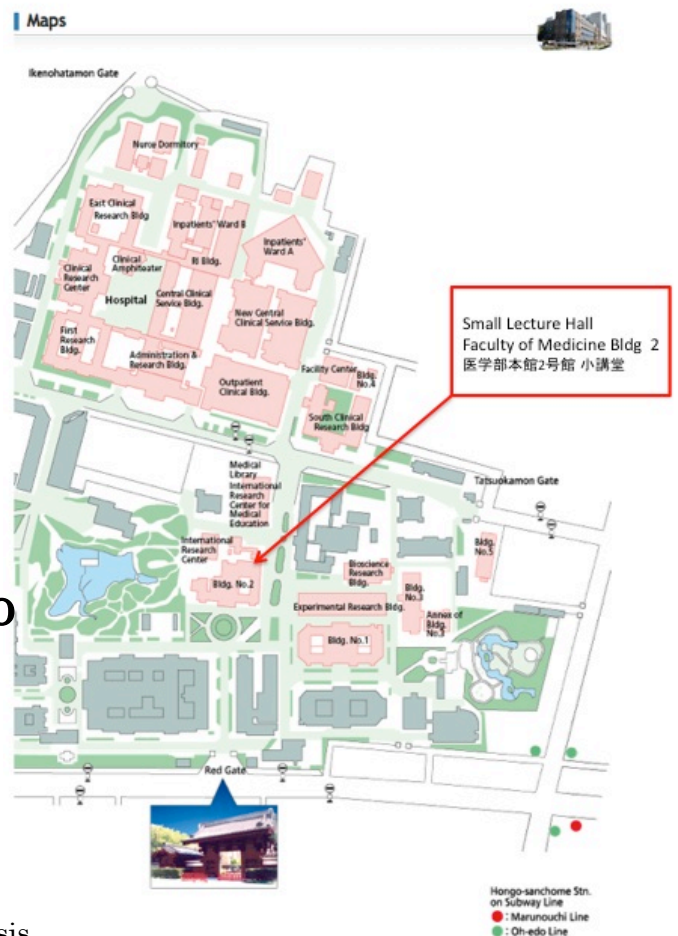 Maps
Ikenohatamon Gate
Nurce Dormitory
East Clinical
Research Bldg
Inpatients' Ward B
Inpatients'
Ward A
RI Bldg.
Clinical
Amphiteater
Clinical
Research
Center
Hospital
Central Clinical
Service Bldg.
New Central
Clinical Service Bldg.
First
Research
Bldg.
Administration &
Research Bldg.
Outpatient
Clinical Bldg.
Facility Center
Bldg.
No.4
South Clinical
Research Bldg
Small Lecture Hall
Faculty of Medicine Bldg 2
医学部本館2号館 小講堂
Medical
Library
International
Research
Center for
Medical
Education
Tatsuokamon Gate
International
Research
Center
Bldg. No.2
Bioscience
Research
Bldg.
Bldg.
No.5
Bldg.
No.3
Experimental Research Bldg.
Annex of
Bldg.
No.3
Bldg. No.1
o
Red Gate
Hongo-sanchome Stn.
on Subway Line
: Marunouchi Line
: Oh-edo Line
sis